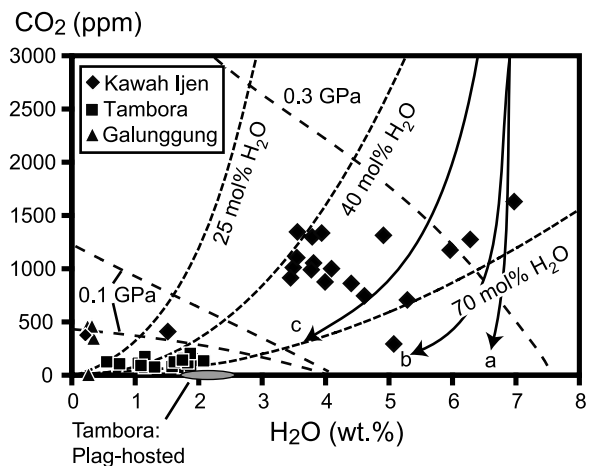 CO₂ (ppm)
3000
2500
2000
1500
1000
500
0
Kawah Ijen
Tambora
Galunggung
25 mol% H₂O
0.3 GPa
40 mol% H₂O
70 mol% H₂O
0.1 GPa
c
b
a
0 1 2 3 4 5 6 7 8
Tambora:
Plag-hosted
H₂O (wt.%)